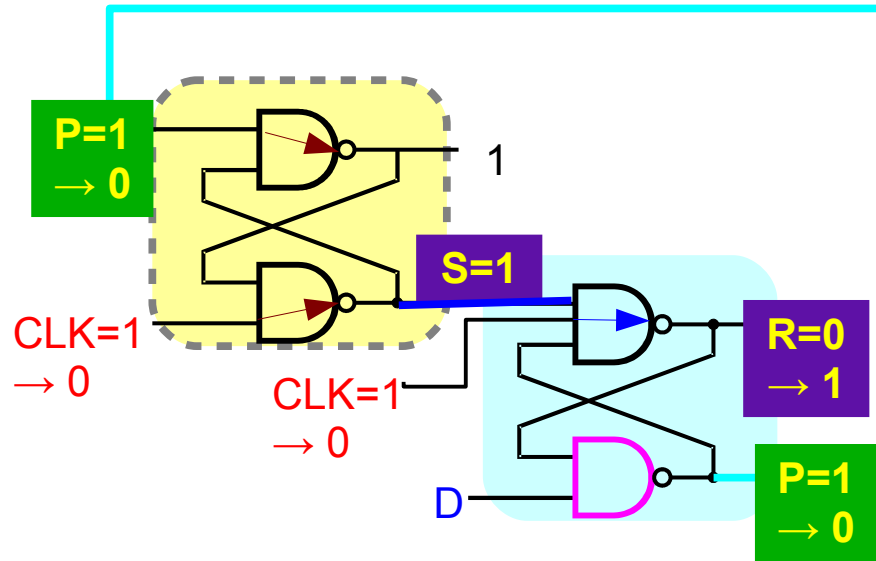 P=1
→ 0
1
S=1
CLK=1
→ 0
CLK=1
→ 0
R=0
→ 1
D
P=1
→ 0